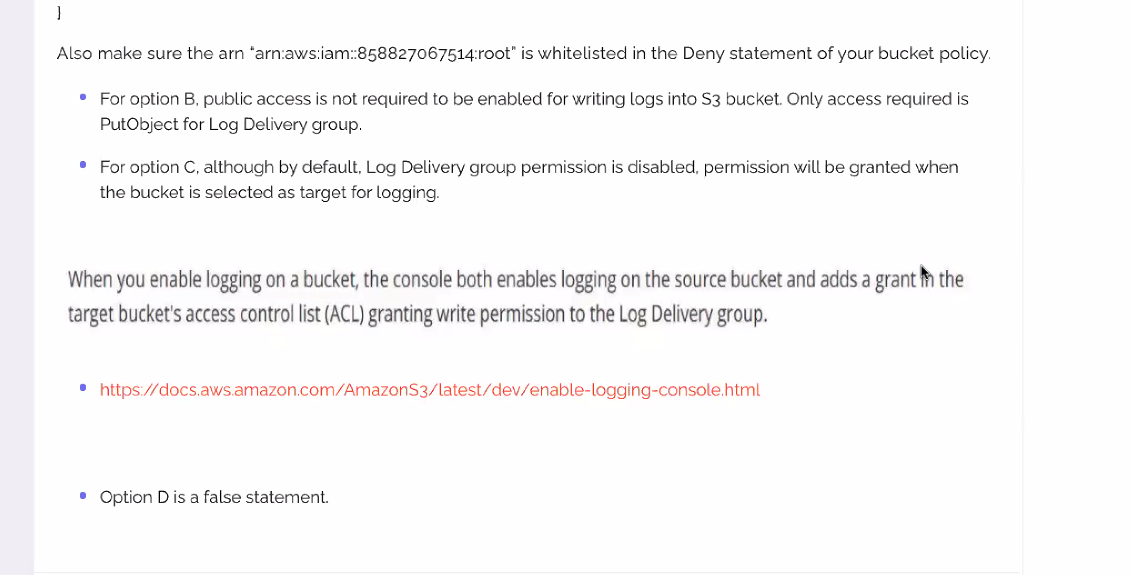 ]
Also make sure the arn “arn:aws:iam::858827067514:root” is whitelisted in the Deny statement of your bucket policy.
For option B, public access is not required to be enabled for writing logs into S3 bucket. Only access required is
PutObject for Log Delivery group.
For option C, although by default, Log Delivery group permission is disabled, permission will be granted when
the bucket is selected as target for logging.
When you enable logging on a bucket, the console both enables logging on the source bucket and adds a grant in the
target bucket's access control list (ACL) granting write permission to the Log Delivery group.
https://docs.aws.amazon.com/AmazonS3/latest/dev/enable-logging-console.html
Option D is a false statement.